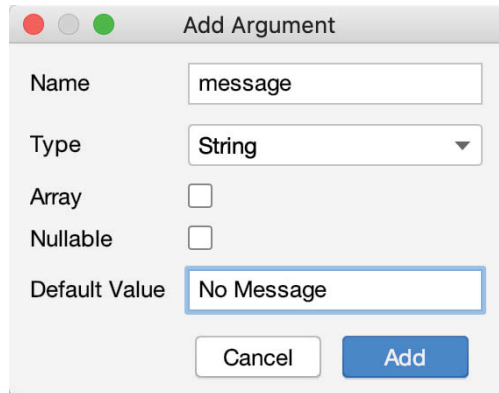 Add Argument
Name message
Type String
Array
Nullable
Default Value No Message
Cancel Add